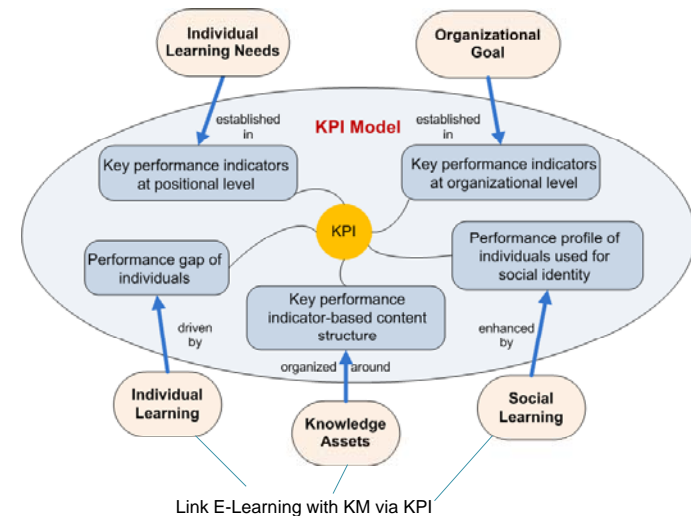 Individual
Learning Needs
Organizational
Goal
established
in
KPI Model
established
in
Key performance indicators
at positional level
Key performance indicators
at organizational level
KPI
Performance gap of
individuals
Performance profile of
individuals used for
social identity
Key performance
indicator-based content
structure
driven
by
enhanced
by
organized around
Individual
Learning
Knowledge
Assets
Social
Learning
Link E-Learning with KM via KPI